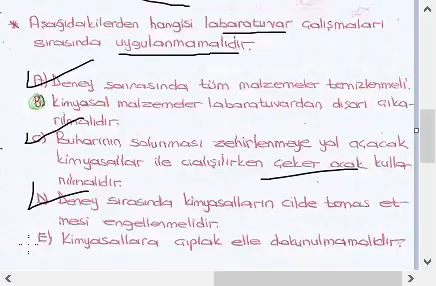 * Aşağıdakilerden hangisi labaratuvar çalışmaları
sırasında uygulanmamalıdır.
A) Deney sonrasında tüm malzemeler temizlenmeli.
B) Kimyasal malzemeler labaratuvardan dışarı çıka-
rılmalıdır.
C) Buharının solunması zehirlenmeye yol açacak
kimyasallar ile çalışılırken çeker ocak kulla-
nılmalıdır.
D) Deney sırasında kimyasalların cilde temas et-
mesi engellenmelidir.
E) Kimyasallara çıplak elle dokunulmamalıdır.